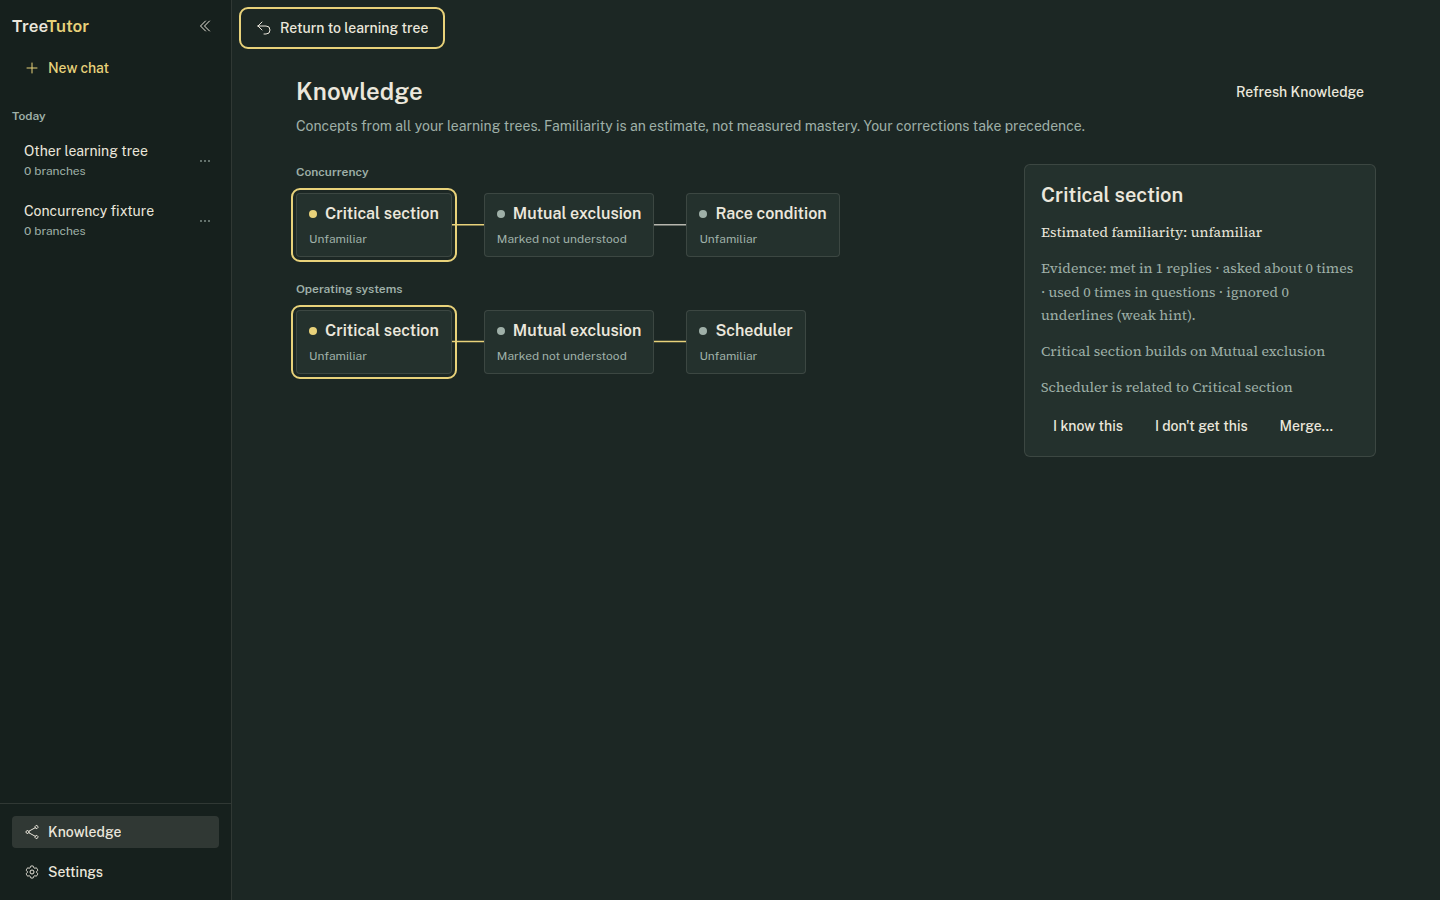 TreeTutor
Return to learning tree
New chat
Today
Other learning tree
0 branches
...
Concurrency fixture
0 branches
...
Knowledge
Settings
Knowledge
Refresh Knowledge
Concepts from all your learning trees. Familiarity is an estimate, not measured mastery. Your corrections take precedence.
Concurrency
Critical section
Unfamiliar
Mutual exclusion
Marked not understood
Race condition
Unfamiliar
Operating systems
Critical section
Unfamiliar
Mutual exclusion
Marked not understood
Scheduler
Unfamiliar
Critical section
Estimated familiarity: unfamiliar
Evidence: met in 1 replies · asked about 0 times
· used 0 times in questions · ignored 0
underlines (weak hint).
Critical section builds on Mutual exclusion
Scheduler is related to Critical section
I know this
I don't get this
Merge...